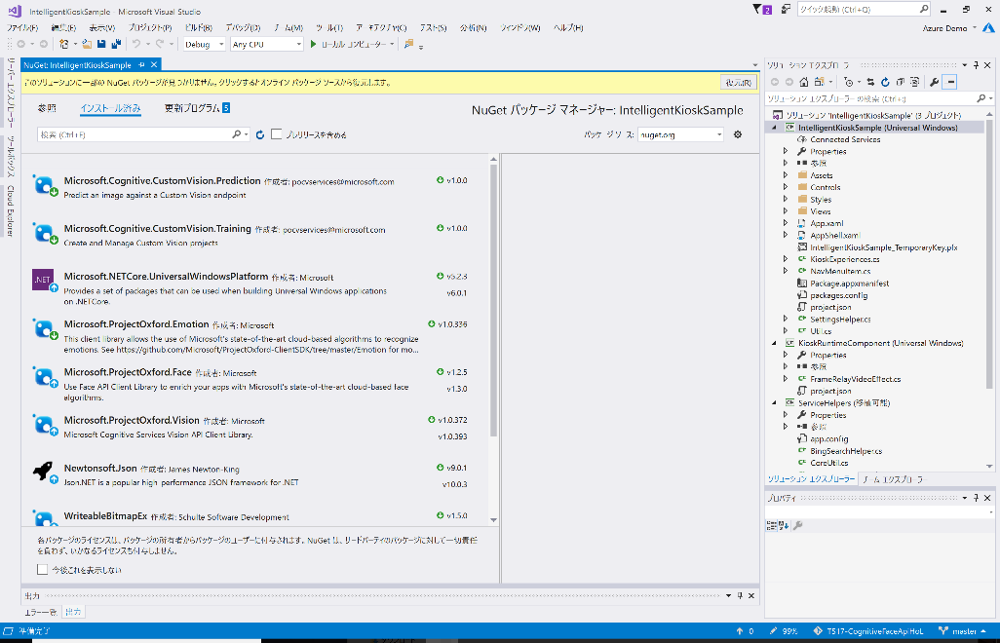 IntelligentKioskSample - Microsoft Visual Studio
2
クイック起動 (Ctrl+Q)
ファイル(F) 編集(E) 表示(V) プロジェクト(P) ビルド(B) デバッグ(D) チーム(M) ツール(T) アーキテクチャ(C) テスト(S) 分析(N) ウィンドウ(W) ヘルプ(H)
Azure Demo
Debug Any CPU ローカル コンピューター
サーバー エクスプローラー
ツールボックス
Cloud Explorer
NuGet: IntelligentKioskSample
このソリューションに一部の NuGet パッケージが見つかりません。クリックするとオンライン パッケージ ソースから復元します。
復元(R)
参照 インストール済み 更新プログラム 5
NuGet パッケージ マネージャー: IntelligentKioskSample
検索 (Ctrl+E)
プレリリースを含める
パッケージ ソース: nuget.org
Microsoft.Cognitive.CustomVision.Prediction 作成者: pocvservices@microsoft.com v1.0.0
Predict an image against a Custom Vision endpoint
Microsoft.Cognitive.CustomVision.Training 作成者: pocvservices@microsoft.com v1.0.0
Create and Manage Custom Vision projects
.NET
Microsoft.NETCore.UniversalWindowsPlatform 作成者: Microsoft v5.2.3
Provides a set of packages that can be used when building Universal Windows applications v6.0.1
on .NETCore.
Microsoft.ProjectOxford.Emotion 作成者: Microsoft v1.0.336
This client library allows the use of Microsoft's state-of-the-art cloud-based algorithms to recognize
emotions. See https://github.com/Microsoft/ProjectOxford-ClientSDK/tree/master/Emotion for mo...
Microsoft.ProjectOxford.Face 作成者: Microsoft v1.2.5
Use Face API Client Library to enrich your apps with Microsoft's state-of-the-art cloud-based face v1.3.0
algorithms.
Microsoft.ProjectOxford.Vision 作成者: Microsoft v1.0.372
Microsoft Cognitive Services Vision API Client Library. v1.0.393
Newtonsoft.Json 作成者: James Newton-King v9.0.1
Json.NET is a popular high-performance JSON framework for .NET v10.0.3
WriteableBitmapEx 作成者: Schulte Software Development v1.5.0
各パッケージのライセンスは、パッケージの所有者からパッケージのユーザーに付与されます。NuGet は、サードパーティのパッケージに対して一切責任
を負わず、いかなるライセンスも付与しません。
今後これを表示しない
出力
エラー一覧 出力
ソリューション エクスプローラー
ソリューション エクスプローラー の検索 (Ctrl+:)
ソリューション 'IntelligentKioskSample' (3 プロジェクト)
IntelligentKioskSample (Universal Windows)
Connected Services
Properties
参照
Assets
Controls
Styles
Views
App.xaml
AppShell.xaml
IntelligentKioskSample_TemporaryKey.pfx
KioskExperiences.cs
NavMenuItem.cs
Package.appxmanifest
packages.config
project.json
SettingsHelper.cs
Util.cs
KioskRuntimeComponent (Universal Windows)
Properties
参照
FrameRelayVideoEffect.cs
project.json
ServiceHelpers (移植可能)
Properties
参照
app.config
BingSearchHelper.cs
CoreUtil.cs
ソリューション エクスプローラー チーム エクスプローラー
プロパティ
準備完了
0 99% TS17-CognitiveFaceApiHoL master